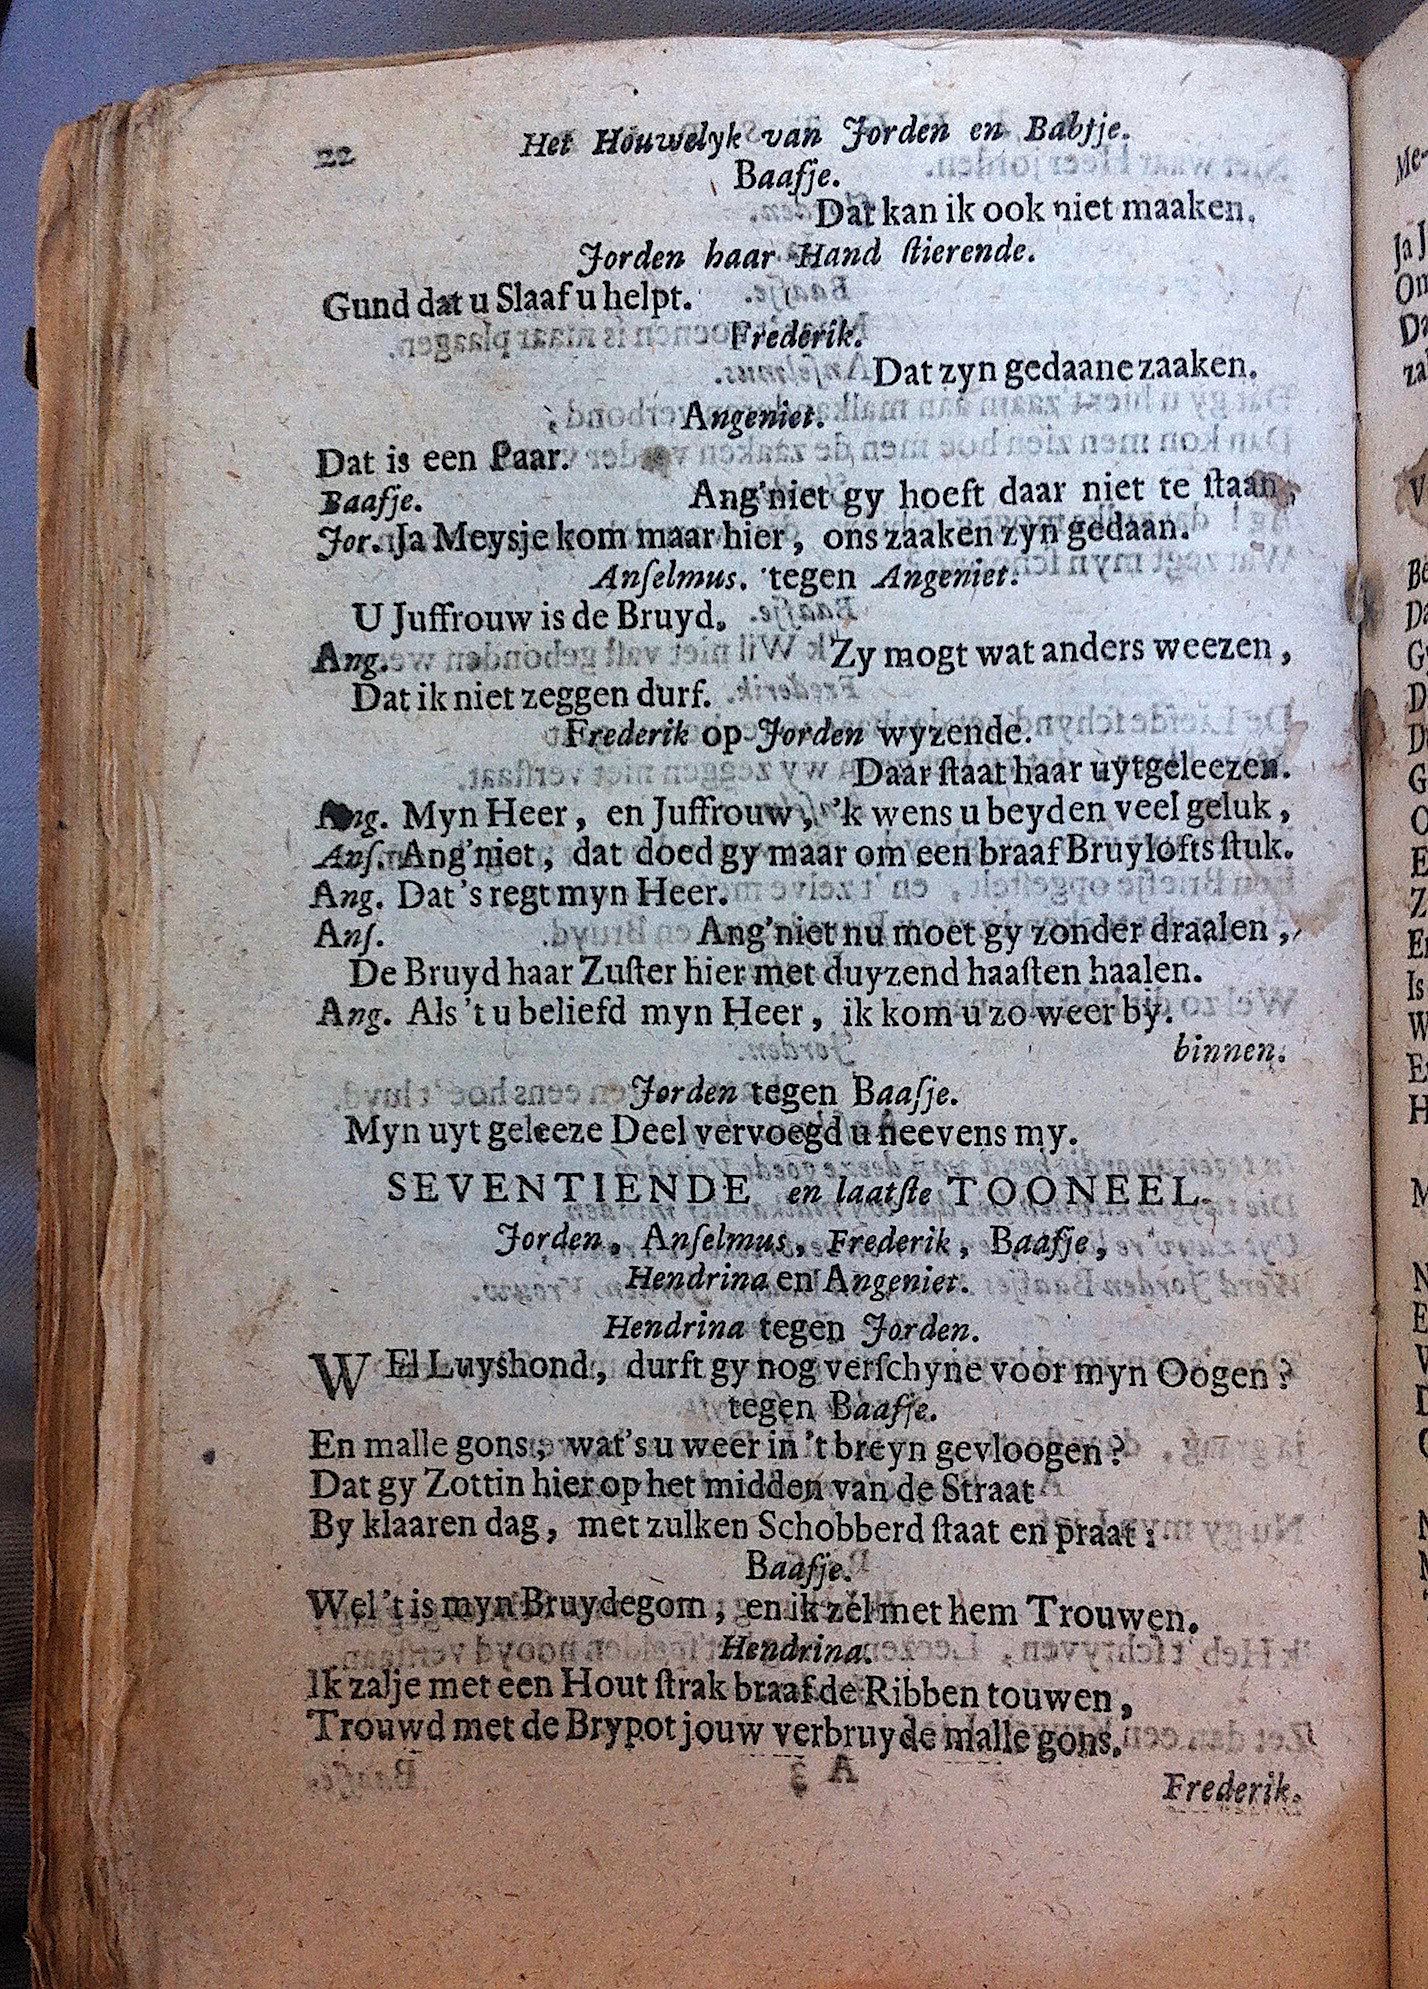 22 Het Houwelyk van Jorden en Babſje.
Baafje.
Dat kan ik ook niet maaken.
Jorden haar Hand ſtierende.
Gund dat u Slaaf u helpt.
Frederik.
Dat zyn gedaane zaaken.
Angeniet.
Dat is een Paar.
Baafje. Ang'niet gy hoeft daar niet te ſtaan,
Jor. Ja Meysje kom maar hier, ons zaaken zyn gedaan.
Anſelmus. tegen Angeniet.
U Juffrouw is de Bruyd.
Ang. Zy mogt wat anders weezen,
Dat ik niet zeggen durf.
Frederik op Jorden wyzende.
Daar ſtaat haar uytgeleezen.
Ang. Myn Heer, en Juffrouw, 'k wens u beyden veel geluk,
Anſ. Ang'niet, dat doed gy maar om een braaf Bruylofts ſtuk.
Ang. Dat's regt myn Heer.
Anſ. Ang'niet nu moet gy zonder draalen,
De Bruyd haar Zuſter hier met duyzend haaſten haalen.
Ang. Als 't u beliefd myn Heer, ik kom u zo weer by.
binnen.
Jorden tegen Baaſje.
Myn uyt geleeze Deel vervoegd u neevens my.
SEVENTIENDE en laatſte TOONEEL.
Jorden, Anſelmus, Frederik, Baafje,
Hendrina en Angeniet.
Hendrina tegen Jorden.
WEl Luyshond, durft gy nog verſchyne voor myn Oogen?
tegen Baafje.
En malle gons, wat's u weer in 't breyn gevloogen?
Dat gy Zottin hier op het midden van de Straat
By klaaren dag, met zulken Schobberd ſtaat en praat:
Baafje.
Wel 't is myn Bruydegom, en ik zel met hem Trouwen.
Hendrina.
Ik zal je met een Hout ſtrak braaf de Ribben touwen,
Trouwd met de Brypot jouw verbruyde malle gons.
Frederik.